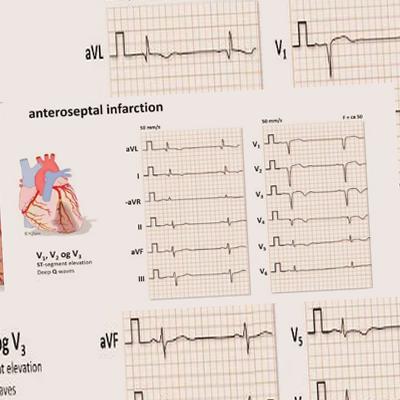 aVL
V1
anteroseptal infarction
50 mm/s
50 mm/s
F = ca 50
aVL
I
-aVR
II
aVF
III
V1
V2
V3
V4
V5
V6
V1, V2 og V3
ST-segment elevation
Deep Q waves
og V3
elevation
aVF
V5